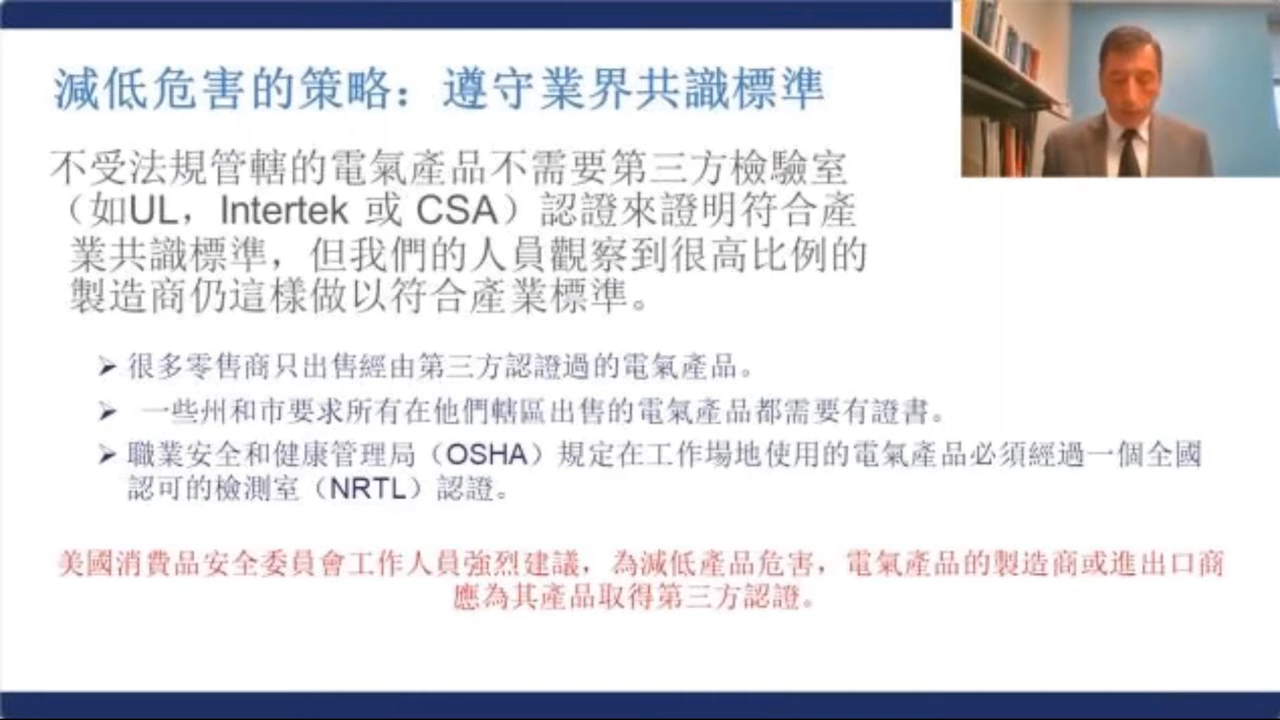 減低危害的策略：遵守業界共識標準
不受法規管轄的電氣產品不需要第三方檢驗室
（如UL，Intertek 或 CSA）認證來證明符合產
業共識標準，但我們的人員觀察到很高比例的
製造商仍這樣做以符合產業標準。
➢ 很多零售商只出售經由第三方認證過的電氣產品。
➢ 一些州和市要求所有在他們轄區出售的電氣產品都需要有證書。
➢ 職業安全和健康管理局（OSHA）規定在工作場地使用的電氣產品必須經過一個全國
認可的檢測室（NRTL）認證。
美國消費品安全委員會工作人員強烈建議，為減低產品危害，電氣產品的製造商或進出口商
應為其產品取得第三方認證。